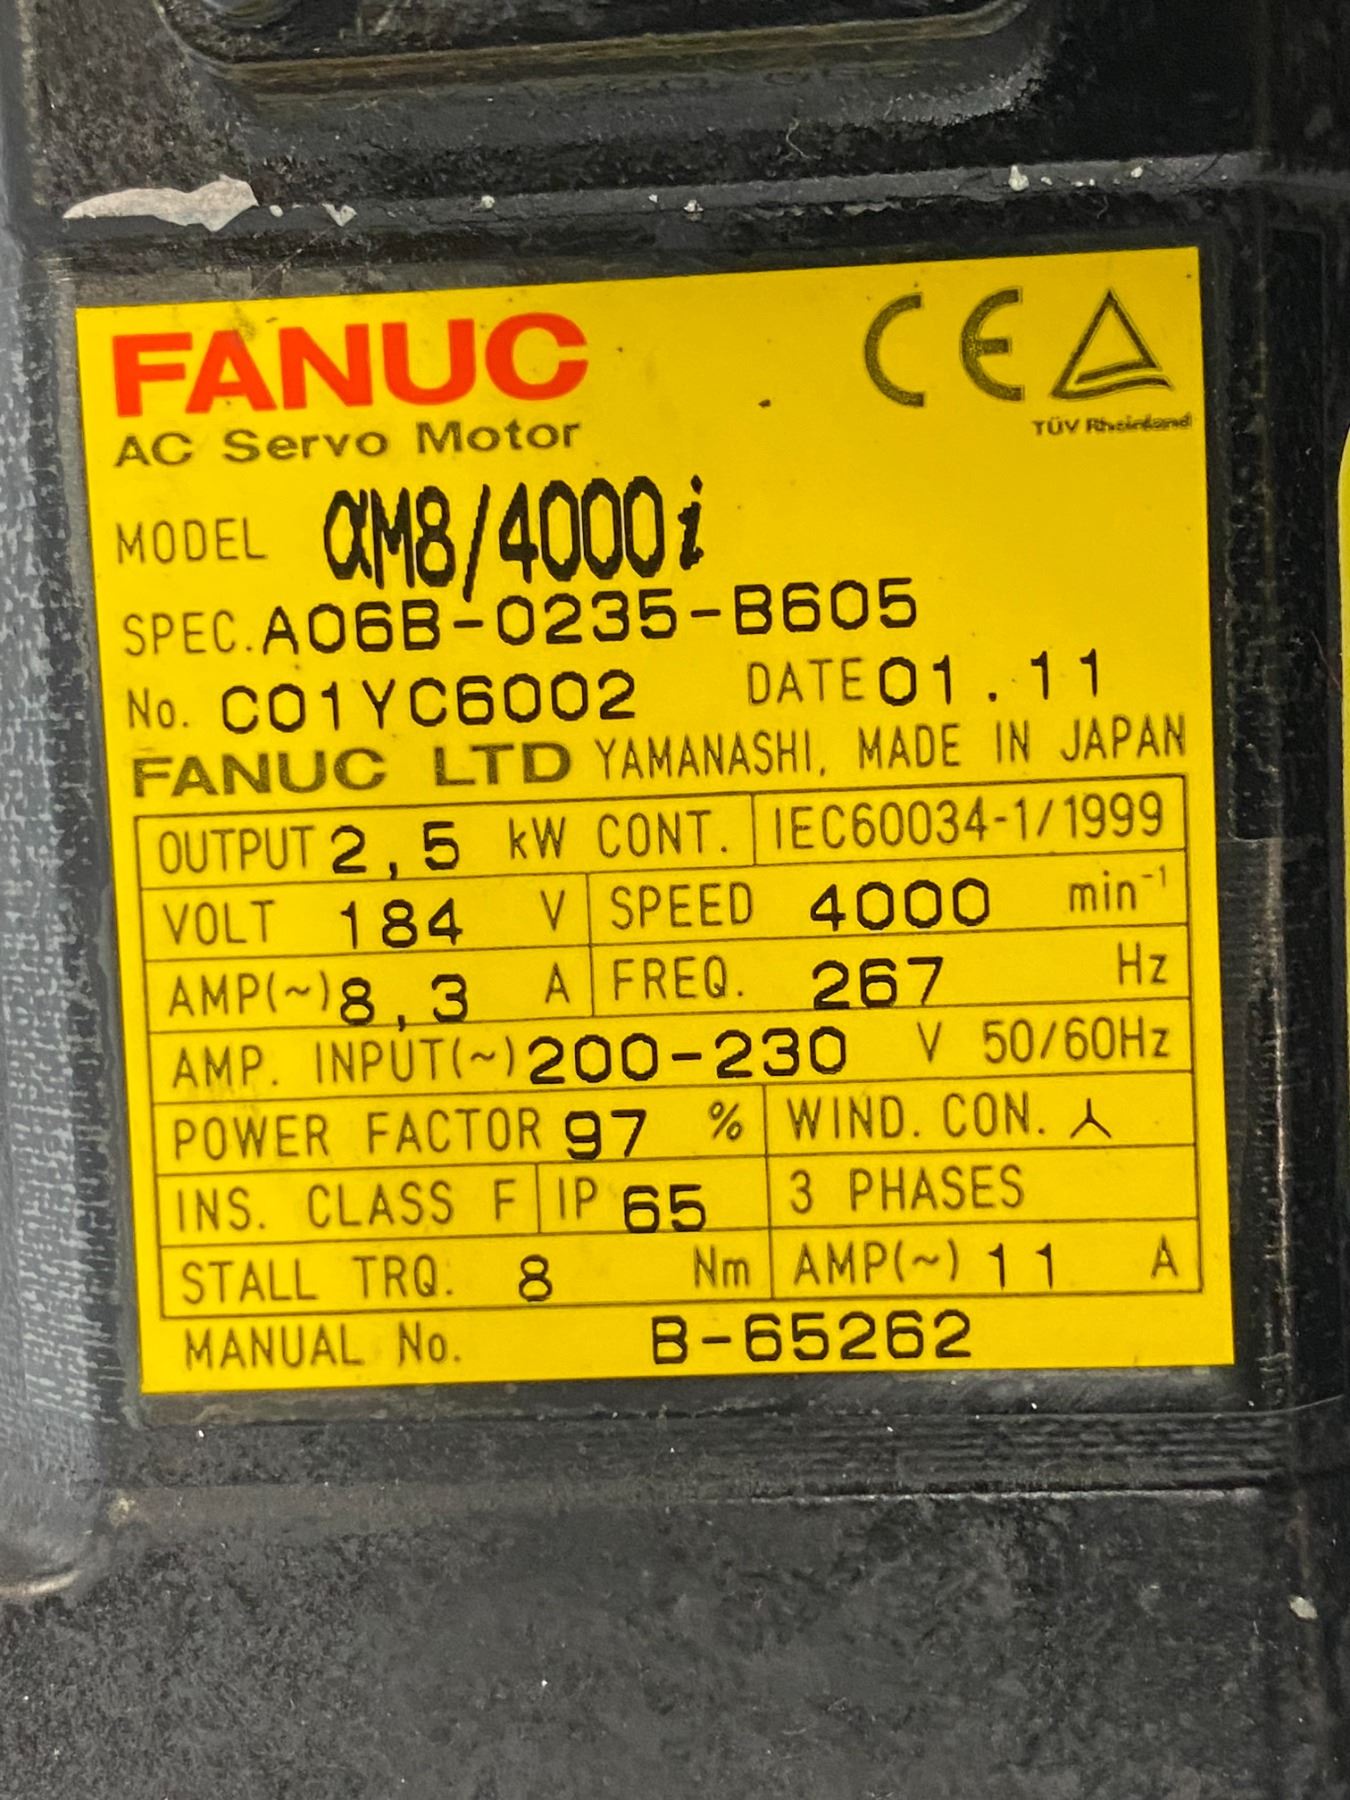 FANUC
CE
TÜV Rheinland
AC Servo Motor
MODEL αM8/4000i
SPEC. A06B-0235-B605
No. C01YC6002 DATE 01.11
FANUC LTD YAMANASHI, MADE IN JAPAN
OUTPUT 2,5 kW CONT. IEC60034-1/1999
VOLT 184 V SPEED 4000 min⁻¹
AMP(~) 8,3 A FREQ. 267 Hz
AMP. INPUT(~) 200-230 V 50/60Hz
POWER FACTOR 97 % WIND. CON. ⅄
INS. CLASS F IP 65 3 PHASES
STALL TRQ. 8 Nm AMP(~) 11 A
MANUAL No. B-65262